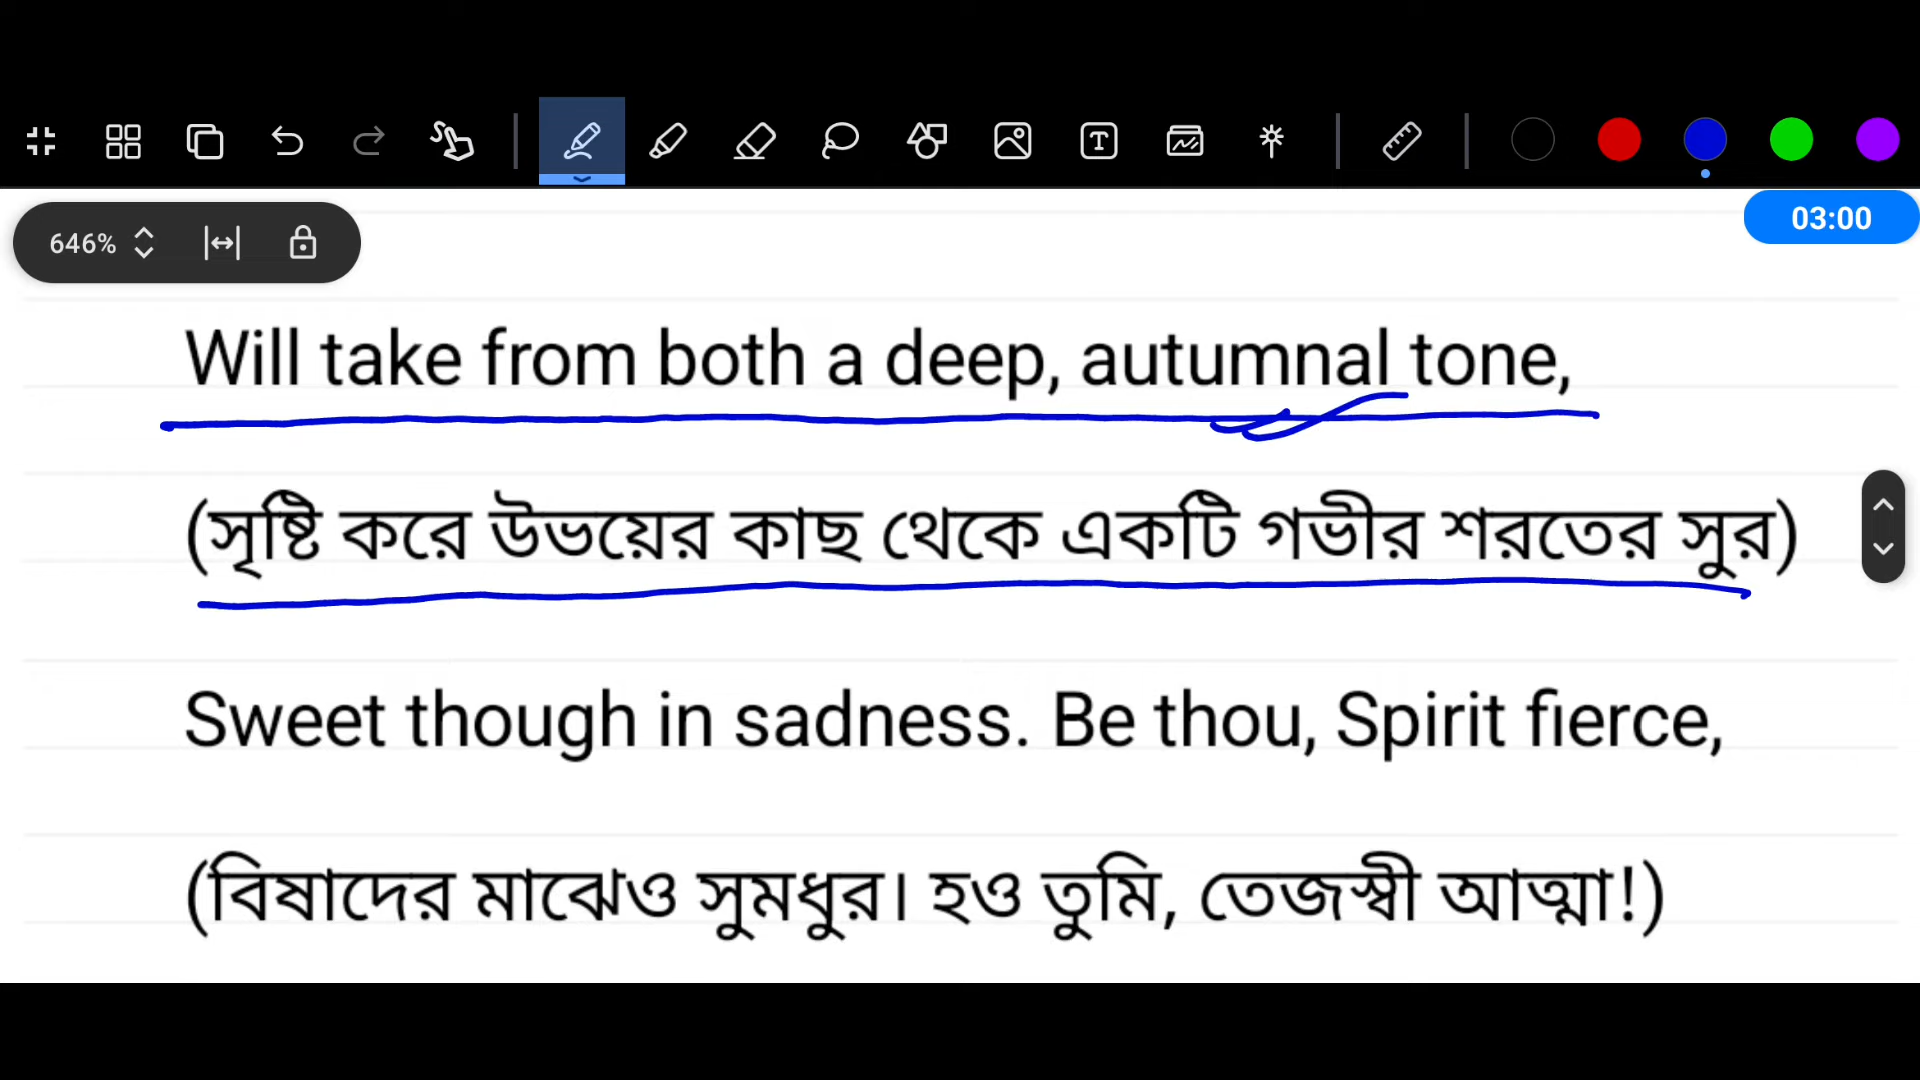 646%
03:00
Will take from both a deep, autumnal tone,
(সৃষ্টি করে উভয়ের কাছ থেকে একটি গভীর শরতের সুর)
Sweet though in sadness. Be thou, Spirit fierce,
(বিষাদের মাঝেও সুমধুর। হও তুমি, তেজস্বী আত্মা!)